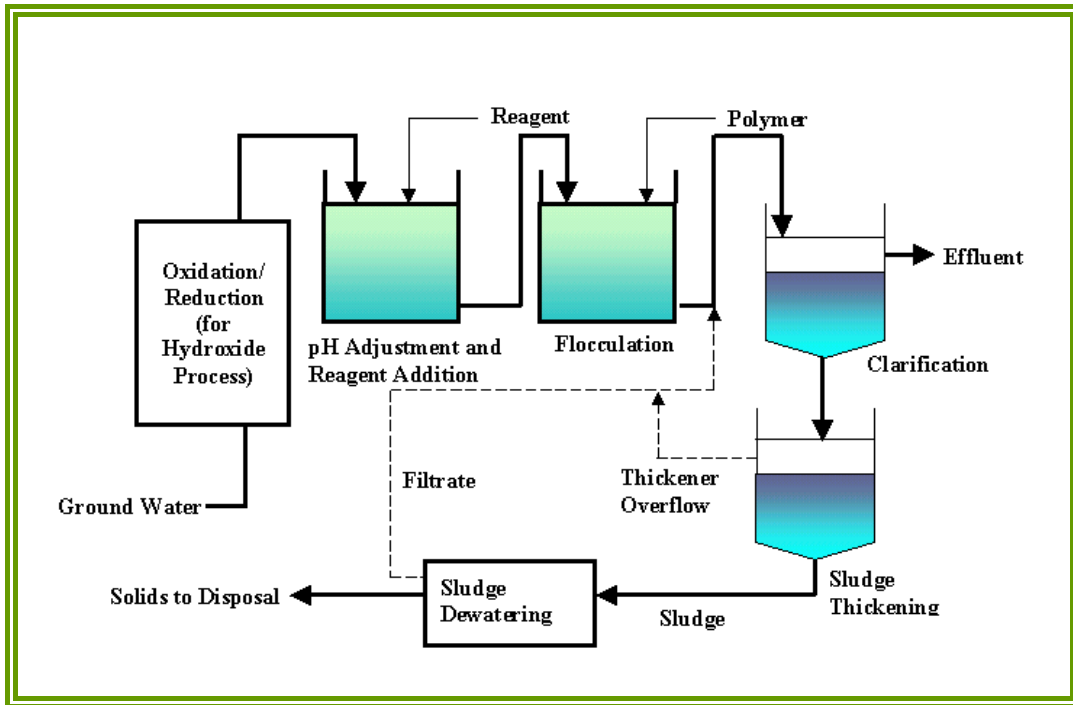 Reagent
Polymer
Oxidation/
Reduction
(for
Hydroxide
Process)
Effluent
pH Adjustment and
Reagent Addition
Flocculation
Clarification
Ground Water
Filtrate
Thickener
Overflow
Solids to Disposal
Sludge
Dewatering
Sludge
Sludge
Thickening